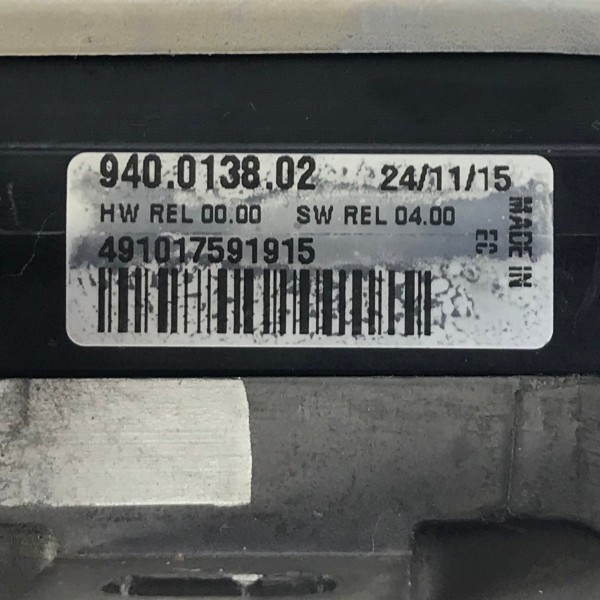 940.0138.02 24/11/15
HW REL 00.00 SW REL 04.00
491017591915
MADE IN
EC